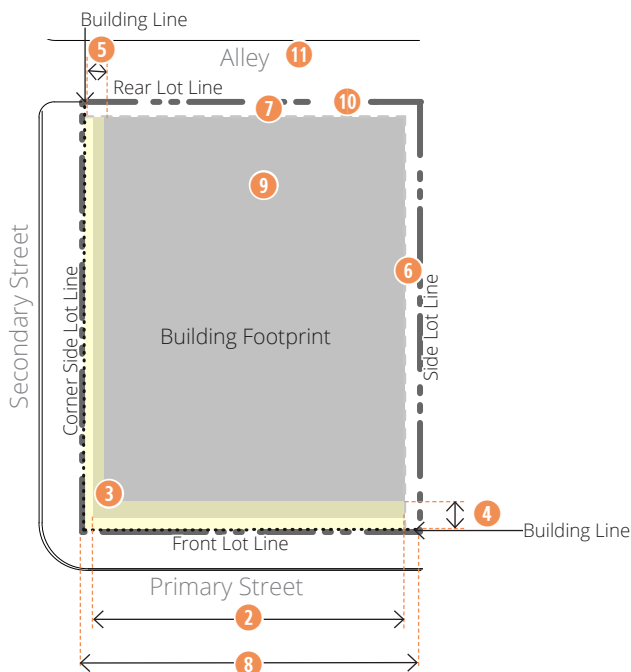 Building Line
5
Alley
11
Rear Lot Line
7
10
9
6
Secondary Street
Corner Side Lot Line
Building Footprint
Side Lot Line
3
4
Building Line
Front Lot Line
Primary Street
2
8